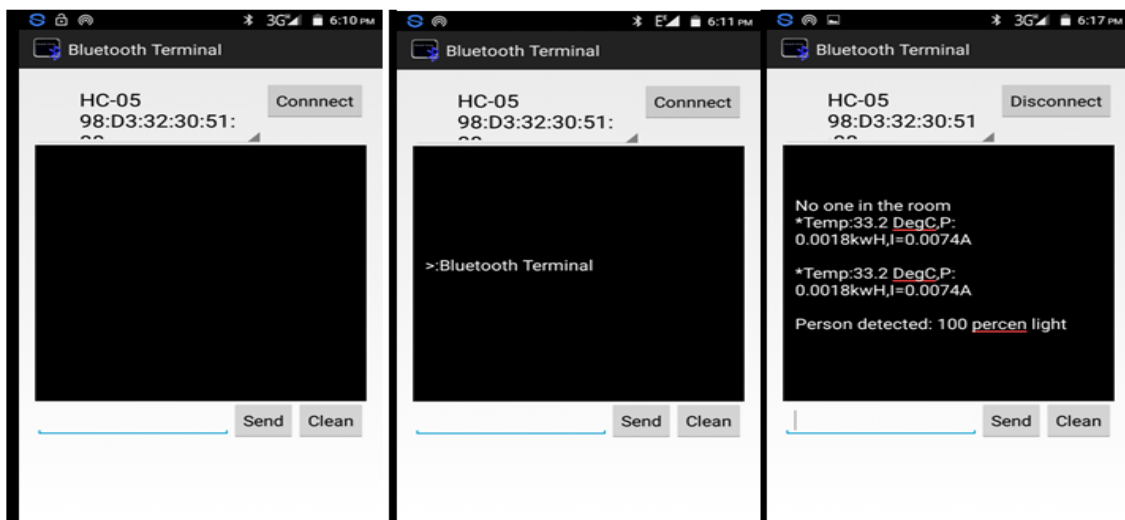 3G 6:10 PM
Bluetooth Terminal
HC-05
98:D3:32:30:51:
Connnect
Send Clean
E 6:11 PM
Bluetooth Terminal
HC-05
98:D3:32:30:51:
Connnect
>:Bluetooth Terminal
Send Clean
3G 6:17 PM
Bluetooth Terminal
HC-05
98:D3:32:30:51
Disconnect
No one in the room
*Temp:33.2 DegC,P:
0.0018kwH,I=0.0074A
*Temp:33.2 DegC,P:
0.0018kwH,I=0.0074A
Person detected: 100 percen light
Send Clean